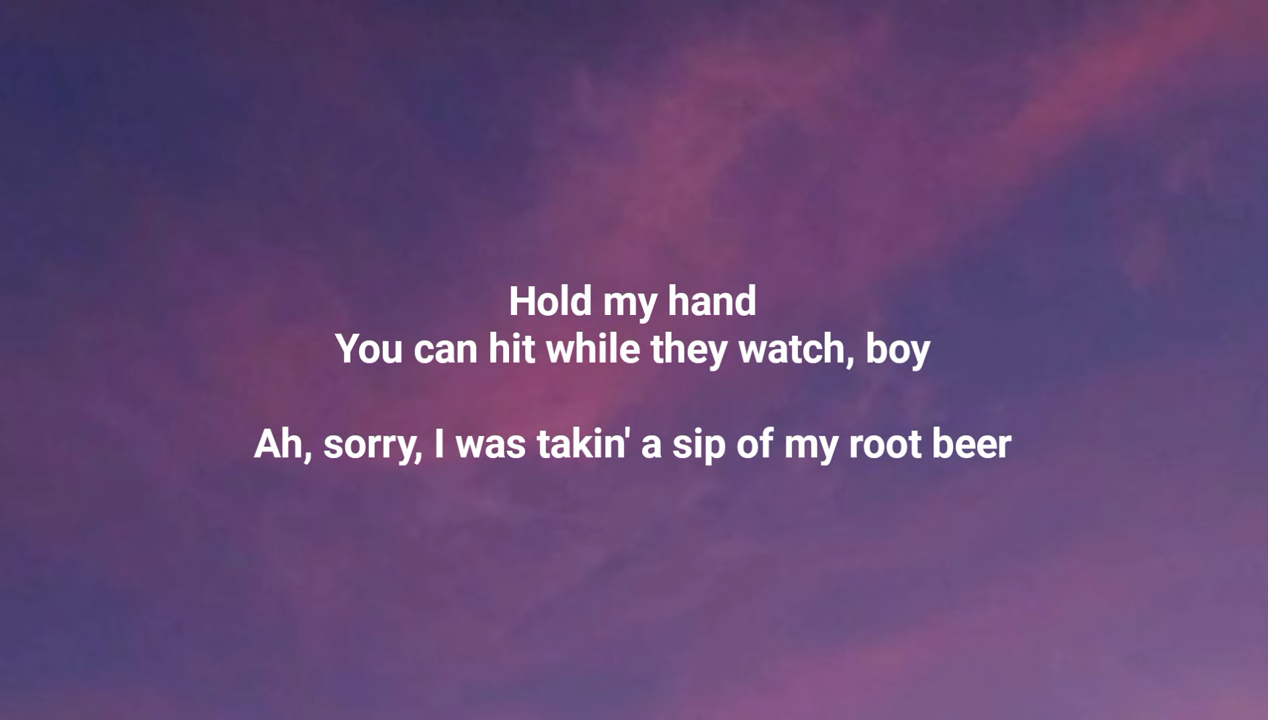 Hold my hand
You can hit while they watch, boy
Ah, sorry, I was takin' a sip of my root beer